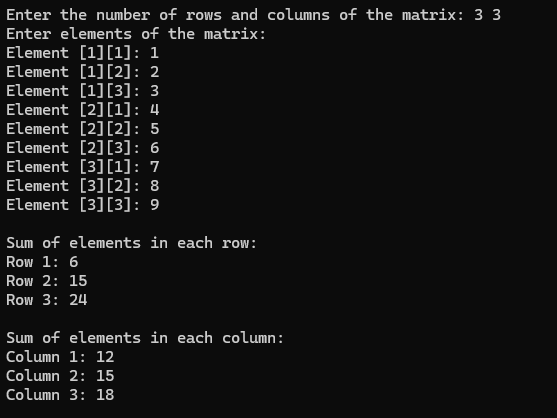 Enter the number of rows and columns of the matrix: 3 3
Enter elements of the matrix:
Element [1][1]: 1
Element [1][2]: 2
Element [1][3]: 3
Element [2][1]: 4
Element [2][2]: 5
Element [2][3]: 6
Element [3][1]: 7
Element [3][2]: 8
Element [3][3]: 9

Sum of elements in each row:
Row 1: 6
Row 2: 15
Row 3: 24

Sum of elements in each column:
Column 1: 12
Column 2: 15
Column 3: 18